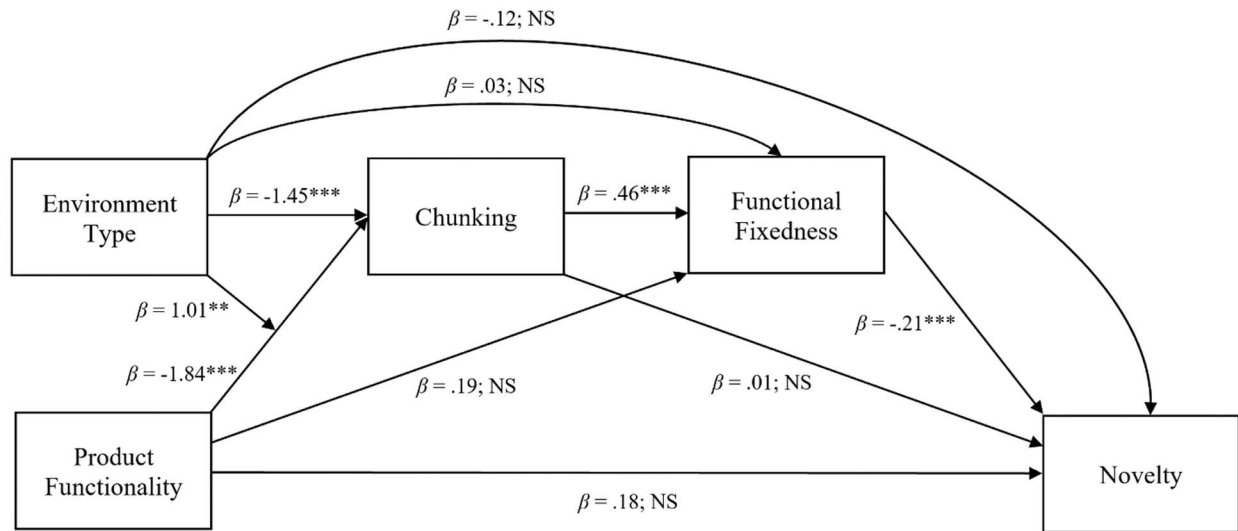 β = -.12; NS
β = .03; NS
Environment
Type
β = -1.45***
Chunking
β = .46***
Functional
Fixedness
β = 1.01**
β = -1.84***
β = .19; NS
β = .01; NS
β = -.21***
Product
Functionality
β = .18; NS
Novelty